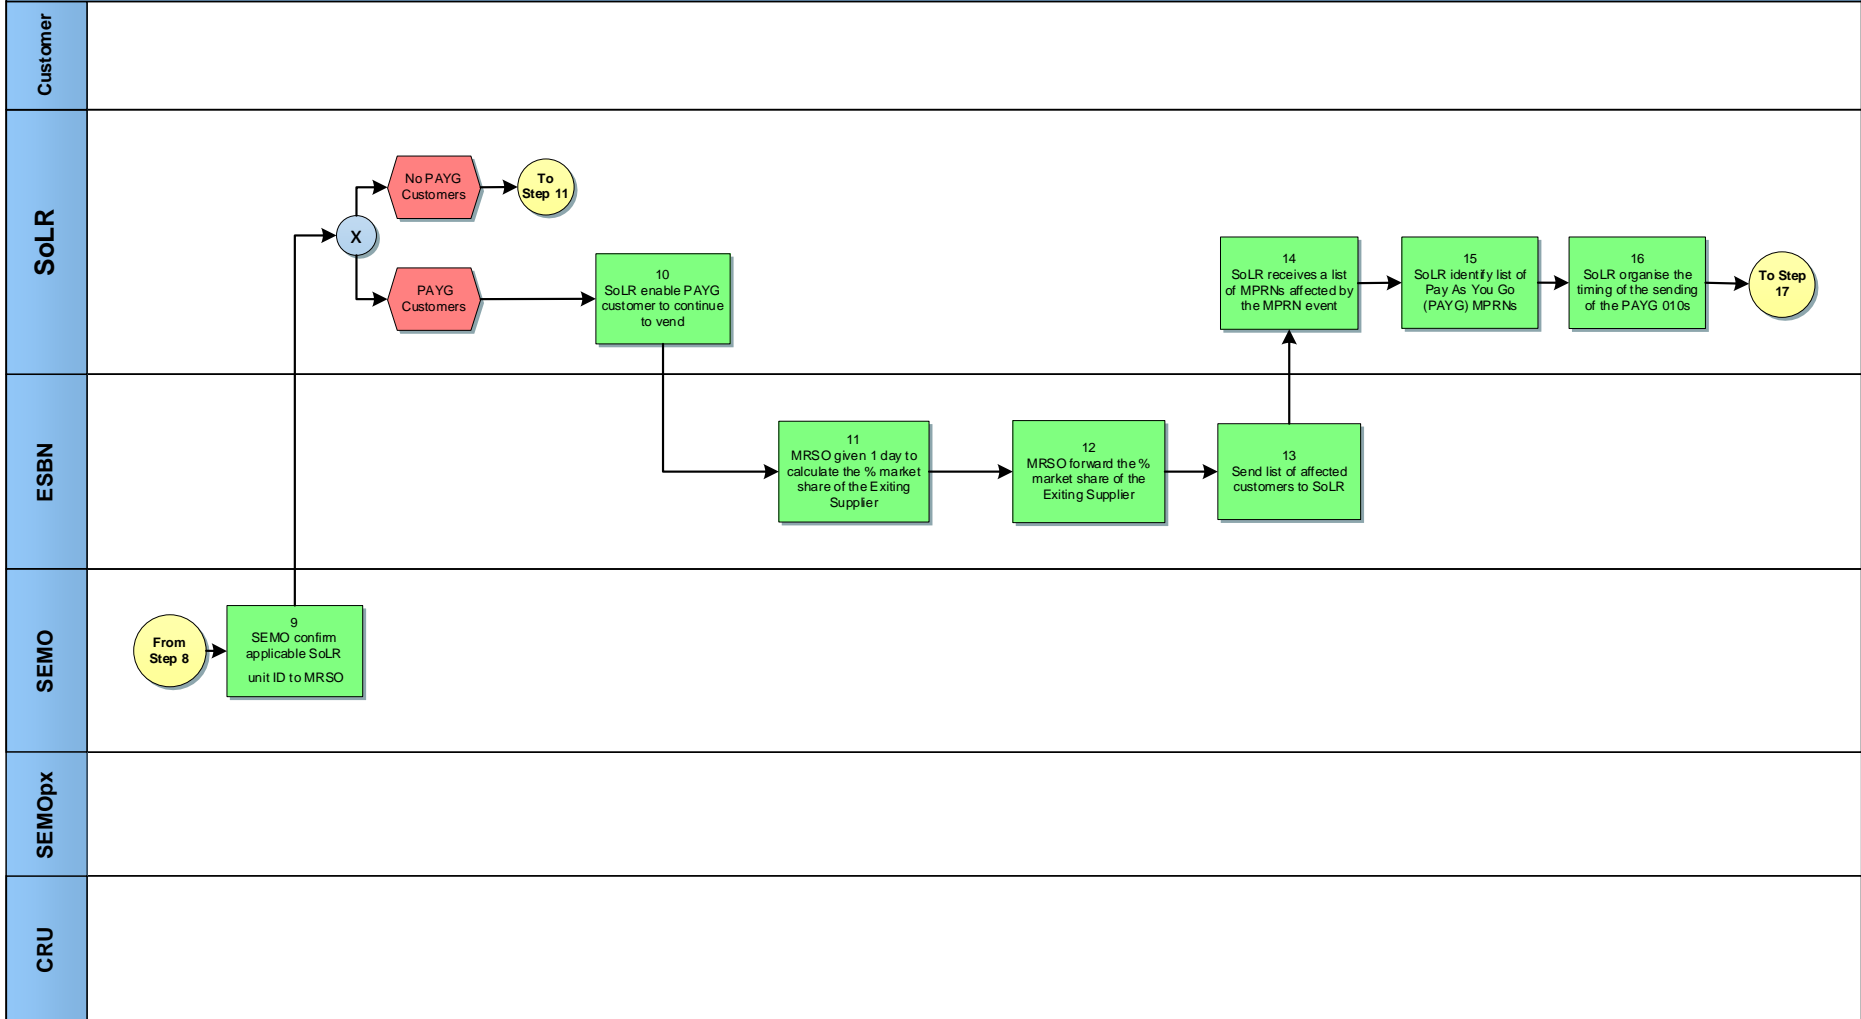 Customer
SoLR
No PAYG
Customers
To
Step 11
X
PAYG
Customers
10
SoLR enable PAYG
customer to continue
to vend
14
SoLR receives a list
of MPRNs affected by
the MPRN event
15
SoLR identify list of
Pay As You Go
(PAYG) MPRNs
16
SoLR organise the
timing of the sending
of the PAYG 010s
To Step
17
ESBN
11
MRSO given 1 day to
calculate the % market
share of the Exiting
Supplier
12
MRSO forward the %
market share of the
Exiting Supplier
13
Send list of affected
customers to SoLR
SEMO
From
Step 8
9
SEMO confirm
applicable SoLR
unit ID to MRSO
SEMOpx
CRU